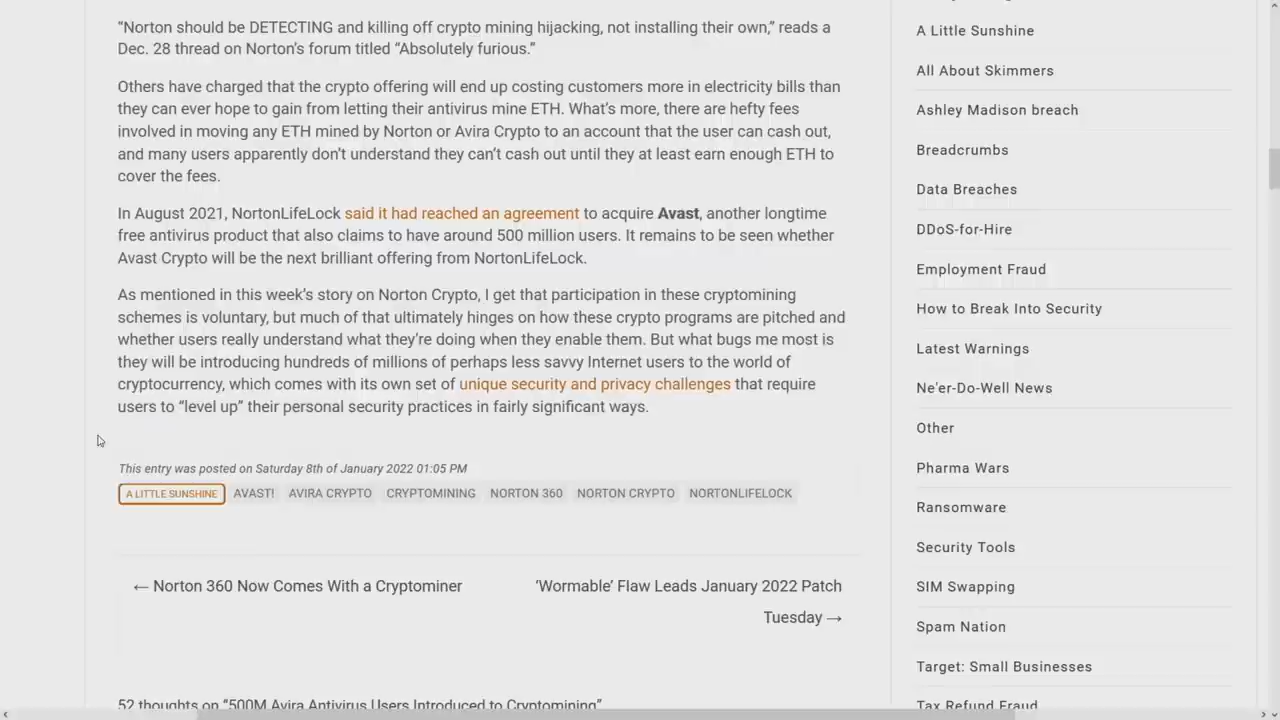 “Norton should be DETECTING and killing off crypto mining hijacking, not installing their own,” reads a
Dec. 28 thread on Norton’s forum titled “Absolutely furious.”
Others have charged that the crypto offering will end up costing customers more in electricity bills than
they can ever hope to gain from letting their antivirus mine ETH. What’s more, there are hefty fees
involved in moving any ETH mined by Norton or Avira Crypto to an account that the user can cash out,
and many users apparently don’t understand they can’t cash out until they at least earn enough ETH to
cover the fees.
In August 2021, NortonLifeLock said it had reached an agreement to acquire Avast, another longtime
free antivirus product that also claims to have around 500 million users. It remains to be seen whether
Avast Crypto will be the next brilliant offering from NortonLifeLock.
As mentioned in this week’s story on Norton Crypto, I get that participation in these cryptomining
schemes is voluntary, but much of that ultimately hinges on how these crypto programs are pitched and
whether users really understand what they’re doing when they enable them. But what bugs me most is
they will be introducing hundreds of millions of perhaps less savvy Internet users to the world of
cryptocurrency, which comes with its own set of unique security and privacy challenges that require
users to “level up” their personal security practices in fairly significant ways.
This entry was posted on Saturday 8th of January 2022 01:05 PM
A LITTLE SUNSHINE AVAST! AVIRA CRYPTO CRYPTOMINING NORTON 360 NORTON CRYPTO NORTONLIFELOCK
← Norton 360 Now Comes With a Cryptominer
‘Wormable’ Flaw Leads January 2022 Patch
Tuesday →
52 thoughts on “500M Avira Antivirus Users Introduced to Cryptomining”
A Little Sunshine
All About Skimmers
Ashley Madison breach
Breadcrumbs
Data Breaches
DDoS-for-Hire
Employment Fraud
How to Break Into Security
Latest Warnings
Ne'er-Do-Well News
Other
Pharma Wars
Ransomware
Security Tools
SIM Swapping
Spam Nation
Target: Small Businesses
Tax Refund Fraud